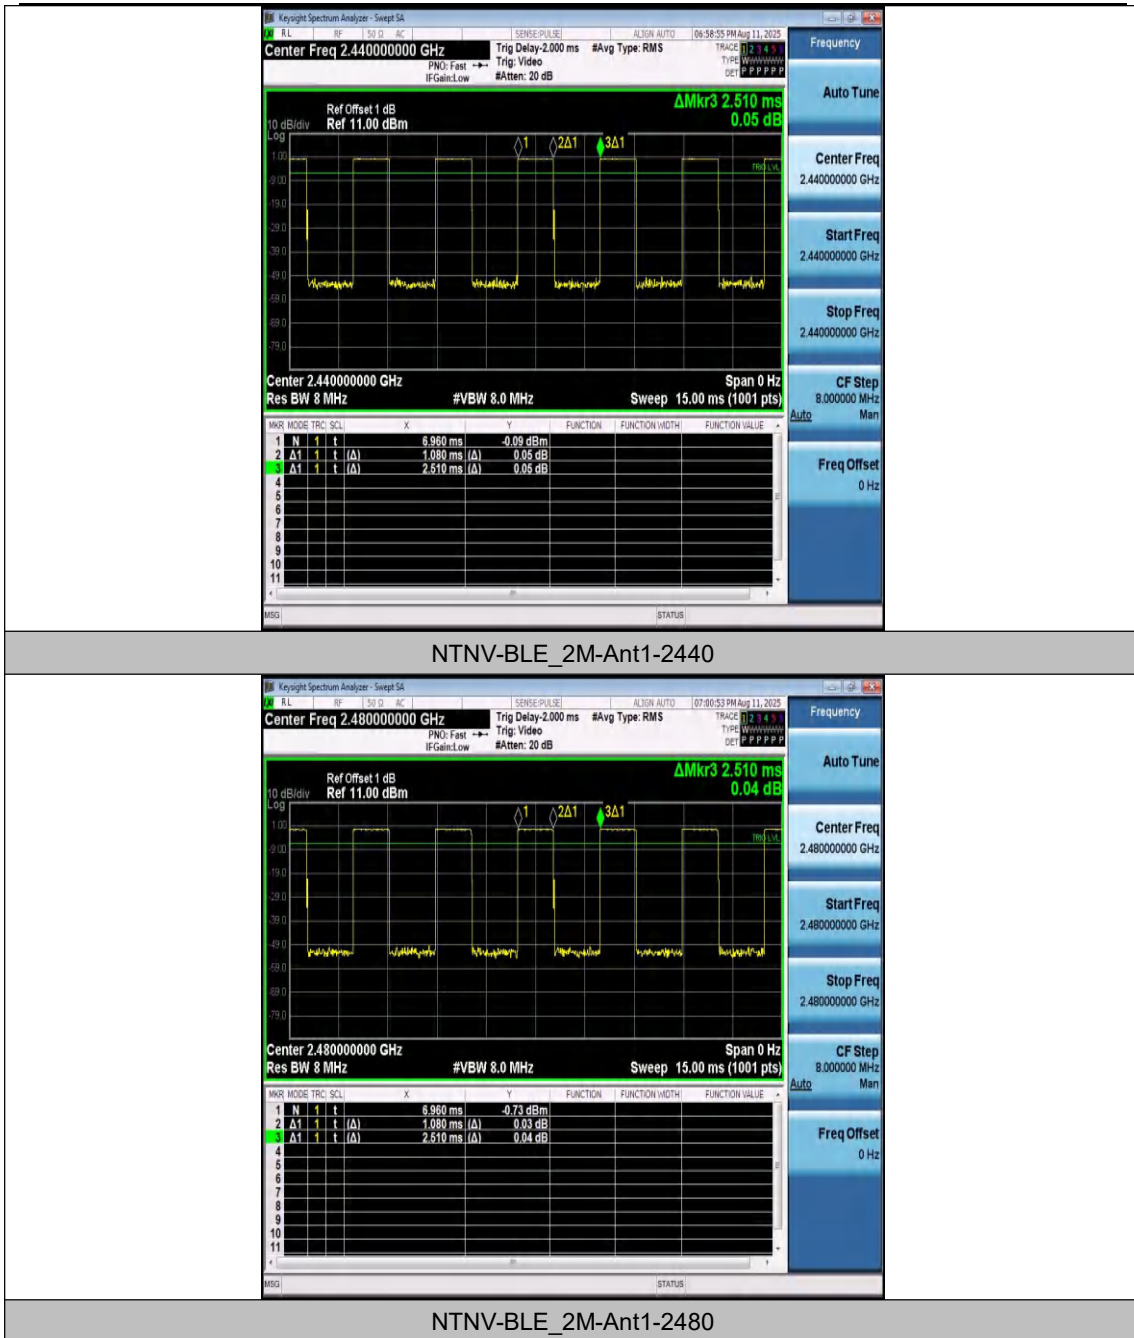 Keysight Spectrum Analyzer - Swept SA
RL RF 50 Ω AC SENSE:PULSE ALIGN AUTO 06:58:55 PM Aug 11, 2025
Center Freq 2.440000000 GHz Trig Delay-2.000 ms #Avg Type: RMS TRACE 1 2 3 4 5 6
PNO: Fast Trig: Video TYPE WWWWWW
IFGain:Low #Atten: 20 dB DET P P P P P P
Frequency
Auto Tune
Center Freq
2.440000000 GHz
Start Freq
2.440000000 GHz
Stop Freq
2.440000000 GHz
CF Step
8.000000 MHz
Auto Man
Freq Offset
0 Hz
ΔMkr3 2.510 ms
0.05 dB
Ref Offset 1 dB
10 dB/div Ref 11.00 dBm
Log
1 2Δ1 3Δ1
1.00
TRIG LVL
-9.00
-19.0
-29.0
-39.0
-49.0
-59.0
-69.0
-79.0
Center 2.440000000 GHz Span 0 Hz
Res BW 8 MHz #VBW 8.0 MHz Sweep 15.00 ms (1001 pts)
MKR MODE TRC SCL X Y FUNCTION FUNCTION WIDTH FUNCTION VALUE
1 N 1 t 6.960 ms -0.09 dBm
2 Δ1 1 t (Δ) 1.080 ms (Δ) 0.05 dB
3 Δ1 1 t (Δ) 2.510 ms (Δ) 0.05 dB
4
5
6
7
8
9
10
11
MSG STATUS
NTNV-BLE_2M-Ant1-2440
Keysight Spectrum Analyzer - Swept SA
RL RF 50 Ω AC SENSE:PULSE ALIGN AUTO 07:00:53 PM Aug 11, 2025
Center Freq 2.480000000 GHz Trig Delay-2.000 ms #Avg Type: RMS TRACE 1 2 3 4 5 6
PNO: Fast Trig: Video TYPE WWWWWW
IFGain:Low #Atten: 20 dB DET P P P P P P
Frequency
Auto Tune
Center Freq
2.480000000 GHz
Start Freq
2.480000000 GHz
Stop Freq
2.480000000 GHz
CF Step
8.000000 MHz
Auto Man
Freq Offset
0 Hz
ΔMkr3 2.510 ms
0.04 dB
Ref Offset 1 dB
10 dB/div Ref 11.00 dBm
Log
1 2Δ1 3Δ1
1.00
TRIG LVL
-9.00
-19.0
-29.0
-39.0
-49.0
-59.0
-69.0
-79.0
Center 2.480000000 GHz Span 0 Hz
Res BW 8 MHz #VBW 8.0 MHz Sweep 15.00 ms (1001 pts)
MKR MODE TRC SCL X Y FUNCTION FUNCTION WIDTH FUNCTION VALUE
1 N 1 t 6.960 ms -0.73 dBm
2 Δ1 1 t (Δ) 1.080 ms (Δ) 0.03 dB
3 Δ1 1 t (Δ) 2.510 ms (Δ) 0.04 dB
4
5
6
7
8
9
10
11
MSG STATUS
NTNV-BLE_2M-Ant1-2480